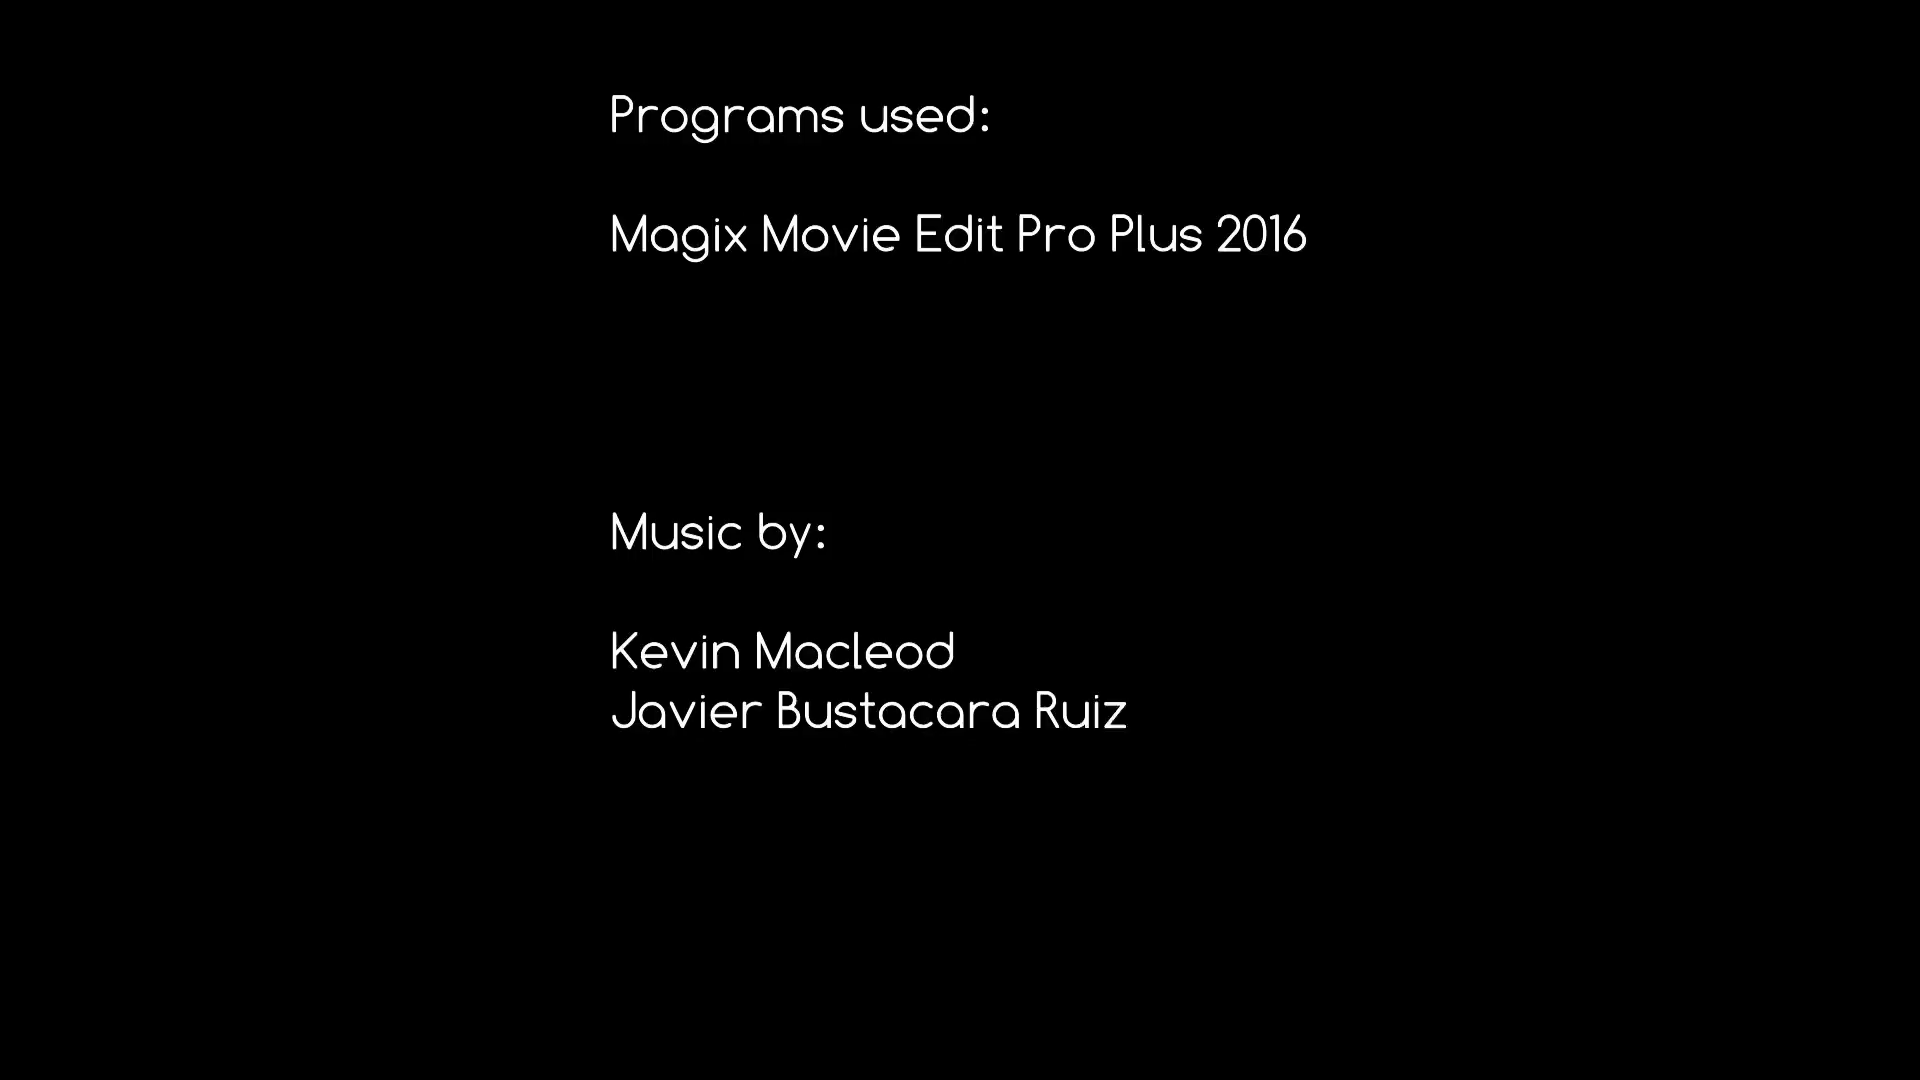 Programs used:
Magix Movie Edit Pro Plus 2016
Music by:
Kevin Macleod
Javier Bustacara Ruiz